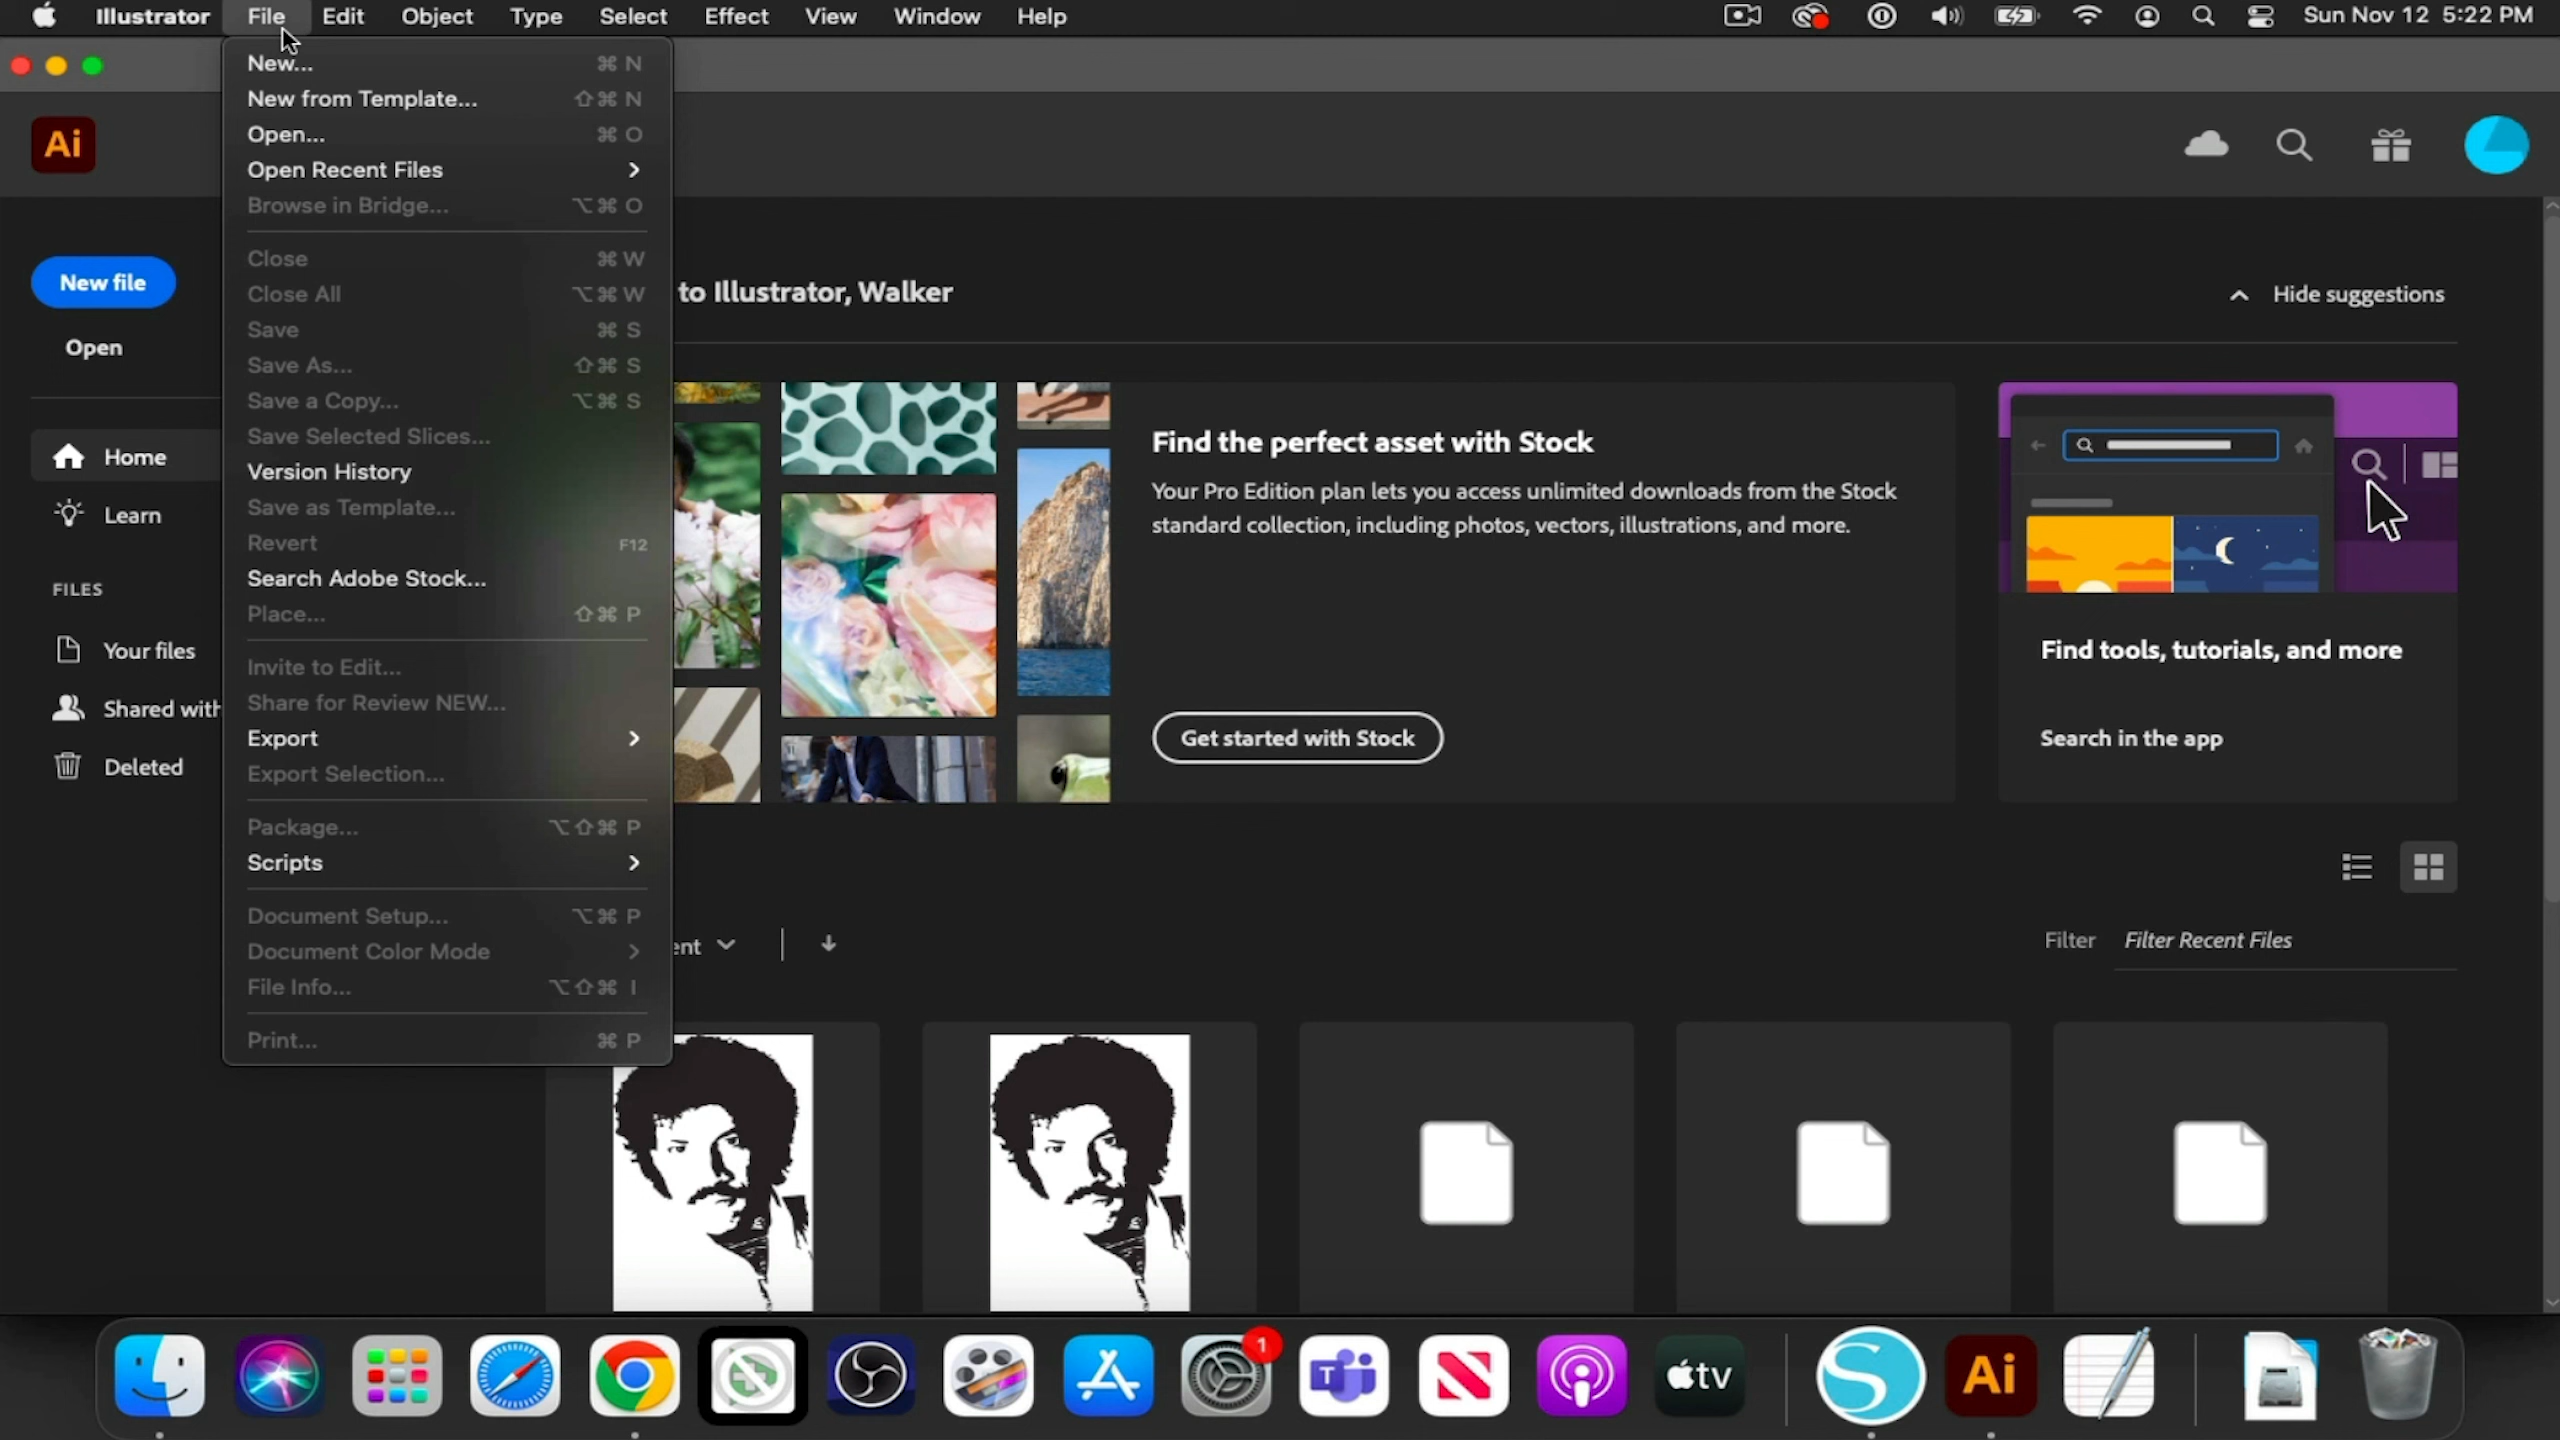 Illustrator File Edit Object Type Select Effect View Window Help Sun Nov 12 5:22 PM
New... ⌘ N
New from Template... ⇧⌘ N
Open... ⌘ O
Open Recent Files
Browse in Bridge... ⌥⌘ O
Close ⌘ W
Close All ⌥⌘ W
Save ⌘ S
Save As... ⇧⌘ S
Save a Copy... ⌥⌘ S
Save Selected Slices...
Version History
Save as Template...
Revert F12
Search Adobe Stock...
Place... ⇧⌘ P
Invite to Edit...
Share for Review NEW...
Export
Export Selection...
Package... ⌥⇧⌘ P
Scripts
Document Setup... ⌥⌘ P
Document Color Mode
File Info... ⌥⇧⌘ I
Print... ⌘ P
Ai
New file
Open
Home
Learn
FILES
Your files
Shared with
Deleted
to Illustrator, Walker
Hide suggestions
Find the perfect asset with Stock
Your Pro Edition plan lets you access unlimited downloads from the Stock
standard collection, including photos, vectors, illustrations, and more.
Get started with Stock
Find tools, tutorials, and more
Search in the app
ent
Filter Filter Recent Files
1
T
tv
S
Ai